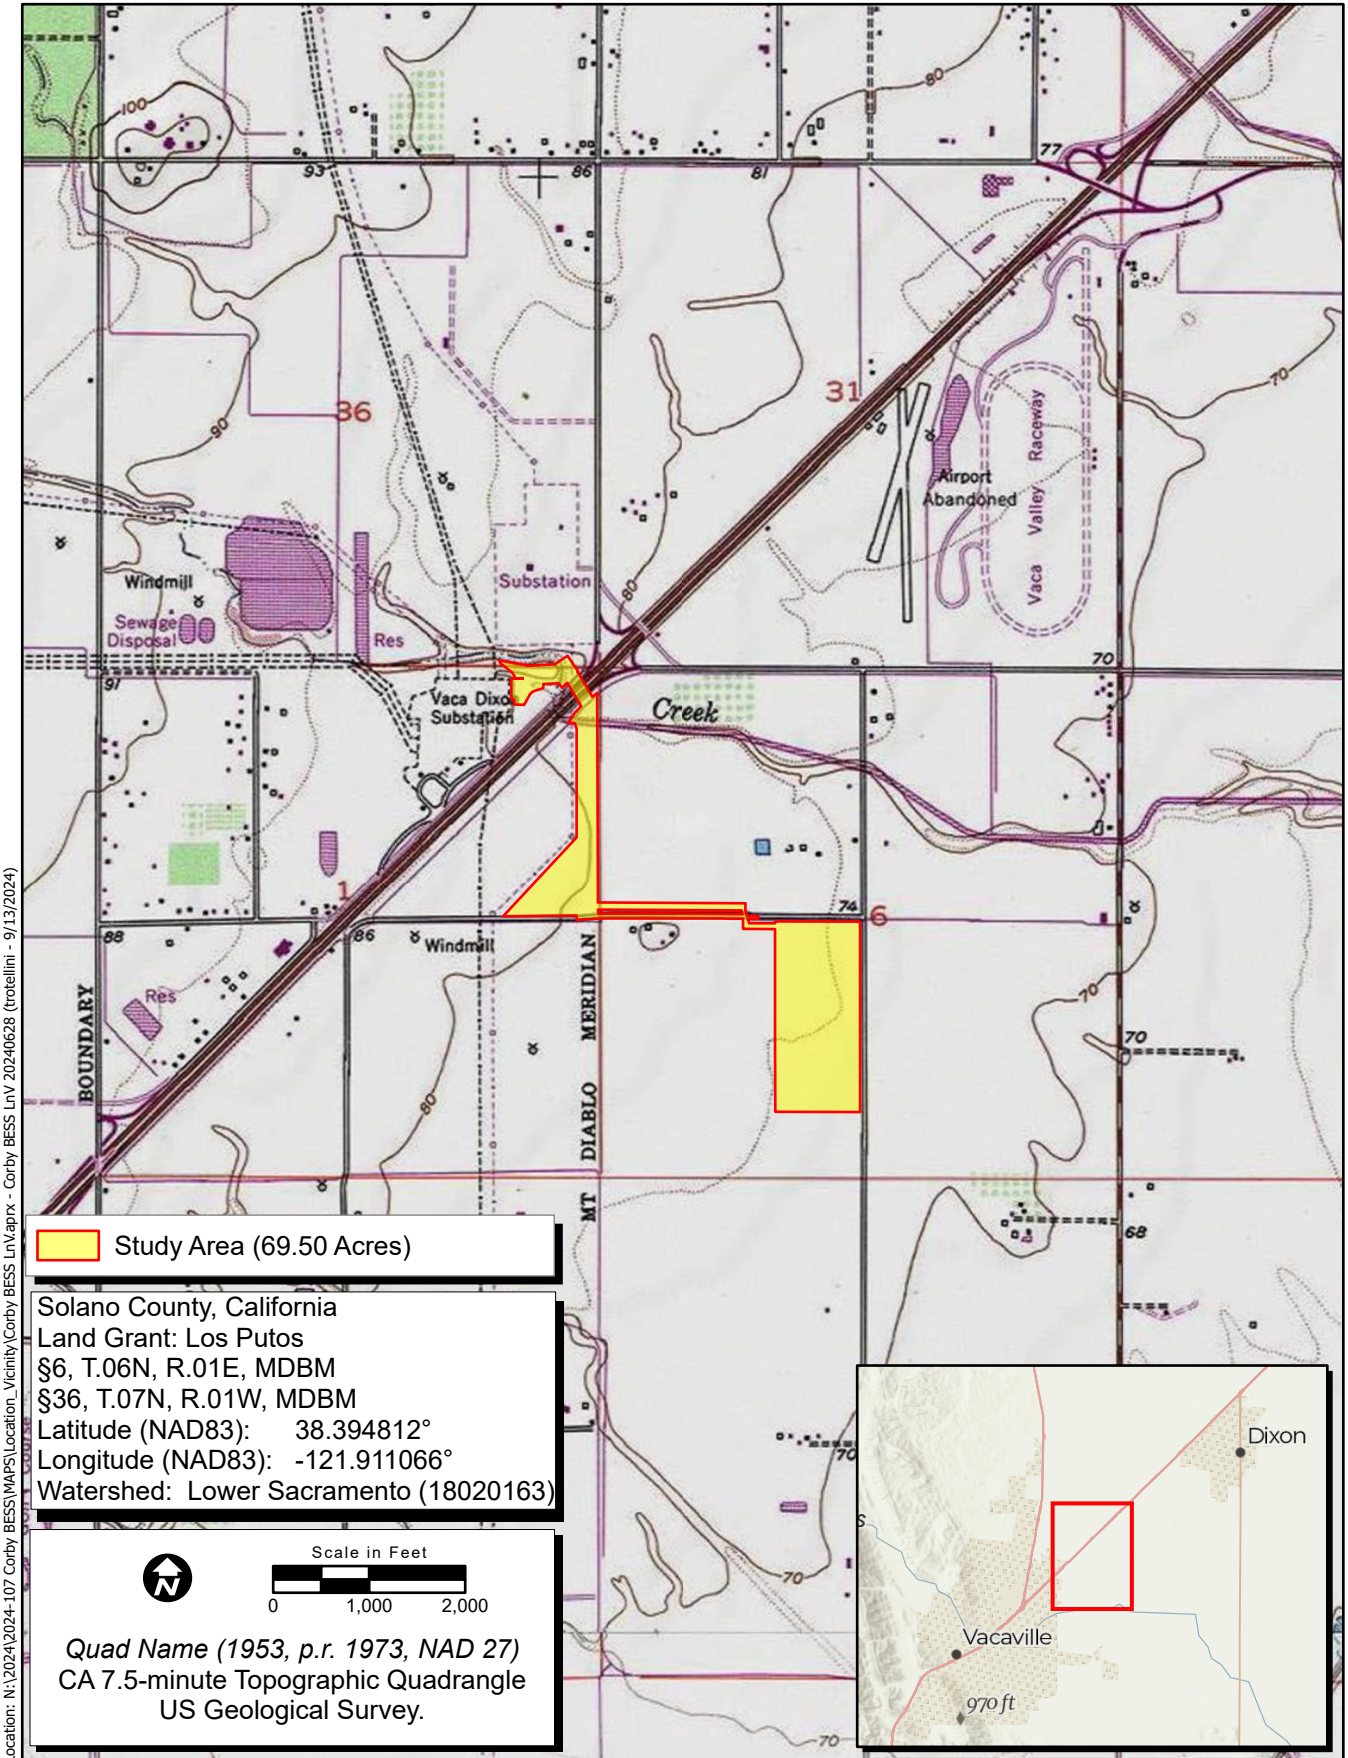 100
80
93
86
81
77
36
31
90
70
Airport
Abandoned
Vaca Valley Raceway
Windmill
Substation
80
Sewage
Disposal
Res
70
91
Vaca Dixon
Substation
Creek
1
74
6
88
86
Windmill
BOUNDARY
Res
MT DIABLO MERIDIAN
70
70
80
68
Study Area (69.50 Acres)
Solano County, California
Land Grant: Los Putos
§6, T.06N, R.01E, MDBM
§36, T.07N, R.01W, MDBM
Latitude (NAD83): 38.394812°
Longitude (NAD83): -121.911066°
Watershed: Lower Sacramento (18020163)
70
70
70
Scale in Feet
0 1,000 2,000
N
Quad Name (1953, p.r. 1973, NAD 27)
CA 7.5-minute Topographic Quadrangle
US Geological Survey.
Dixon
Vacaville
970 ft
s
Location: N:\2024\2024-107 Corby BESS\MAPS\Location_Vicinity\Corby BESS LnV.aprx - Corby BESS LnV 20240628 (trotellini - 9/13/2024)